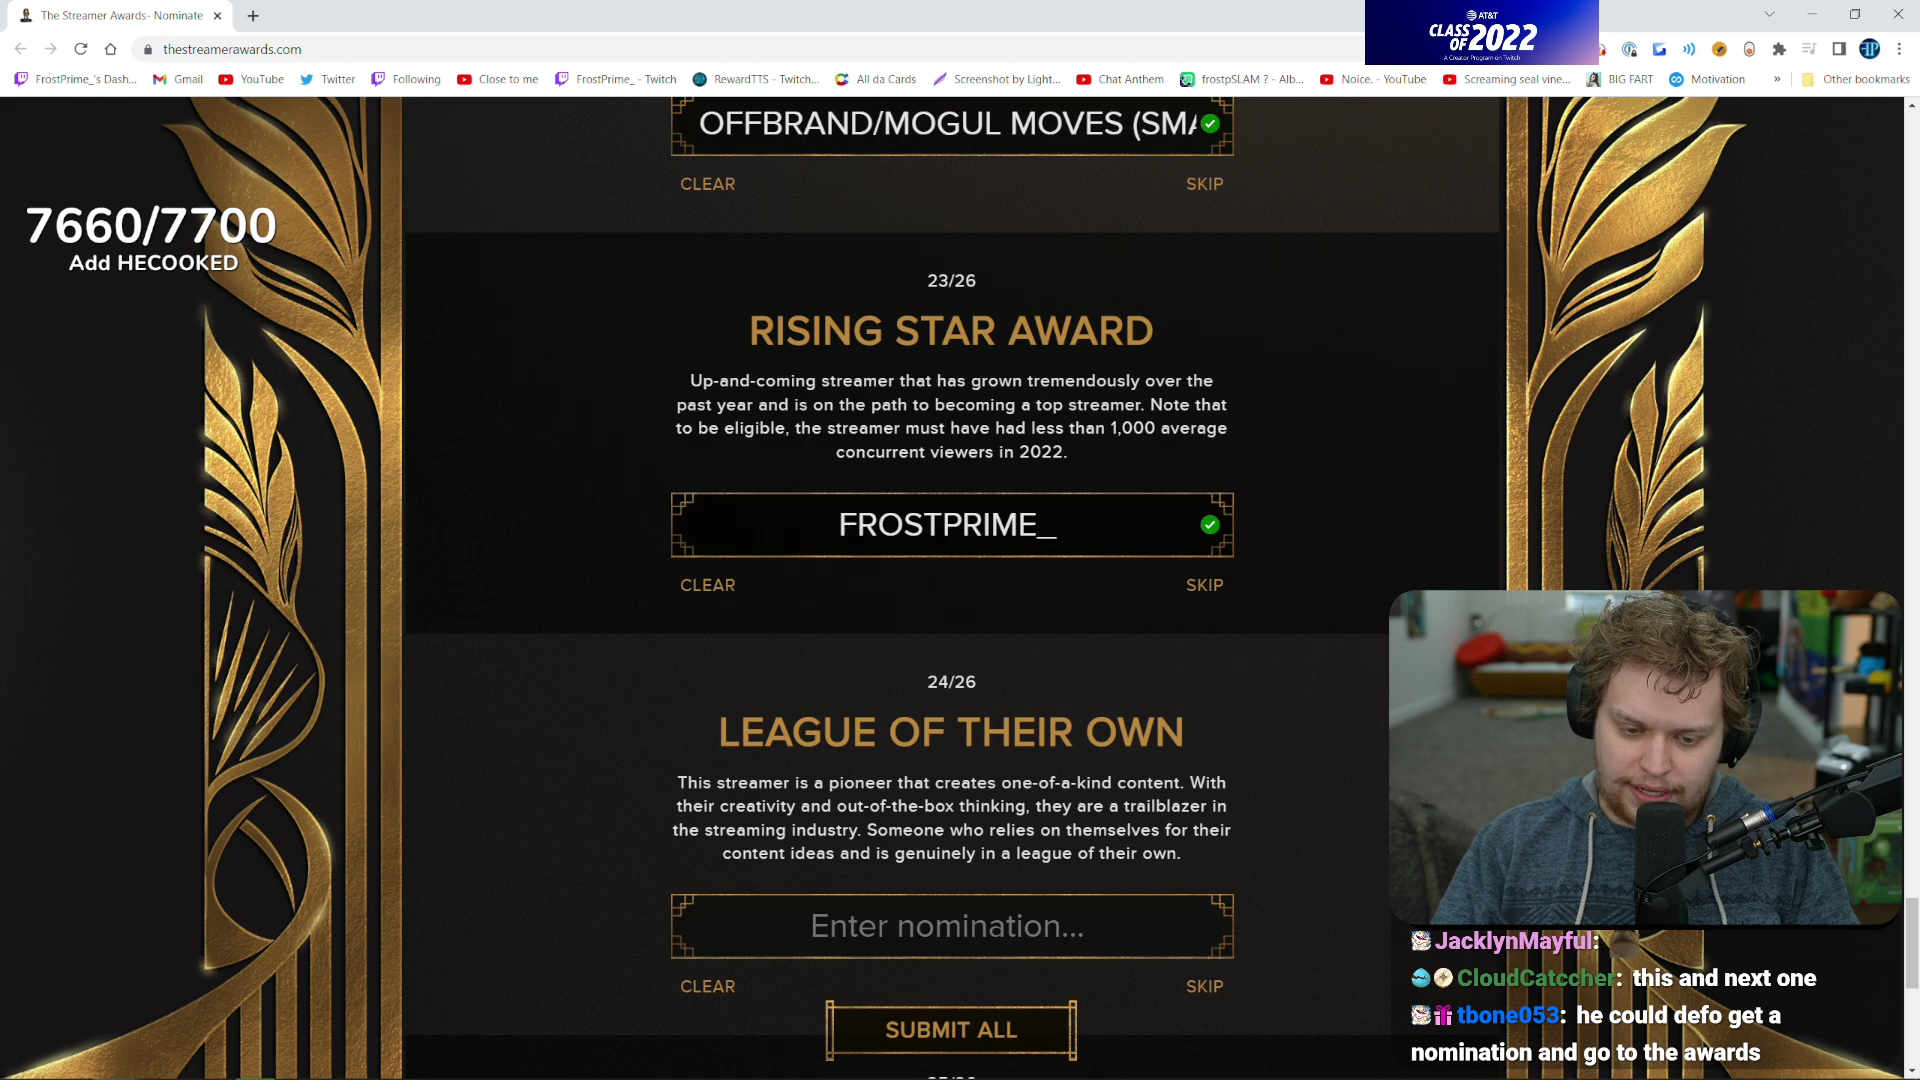 The Streamer Awards- Nominate
AT&T
CLASS
OF 2022
A Creator Program on Twitch
thestreamerawards.com
FrostPrime_'s Dash... Gmail YouTube Twitter Following Close to me FrostPrime_ - Twitch RewardTTS - Twitch... All da Cards Screenshot by Light... Chat Anthem frostpSLAM ? - Alb... Noice. - YouTube Screaming seal vine... BIG FART Motivation » Other bookmarks
OFFBRAND/MOGUL MOVES (SMA
CLEAR SKIP
7660/7700
Add HECOOKED
23/26
RISING STAR AWARD
Up-and-coming streamer that has grown tremendously over the
past year and is on the path to becoming a top streamer. Note that
to be eligible, the streamer must have had less than 1,000 average
concurrent viewers in 2022.
FROSTPRIME_
CLEAR SKIP
24/26
LEAGUE OF THEIR OWN
This streamer is a pioneer that creates one-of-a-kind content. With
their creativity and out-of-the-box thinking, they are a trailblazer in
the streaming industry. Someone who relies on themselves for their
content ideas and is genuinely in a league of their own.
Enter nomination...
CLEAR SKIP
SUBMIT ALL
JacklynMayful:
CloudCatccher: this and next one
tbone053: he could defo get a
nomination and go to the awards